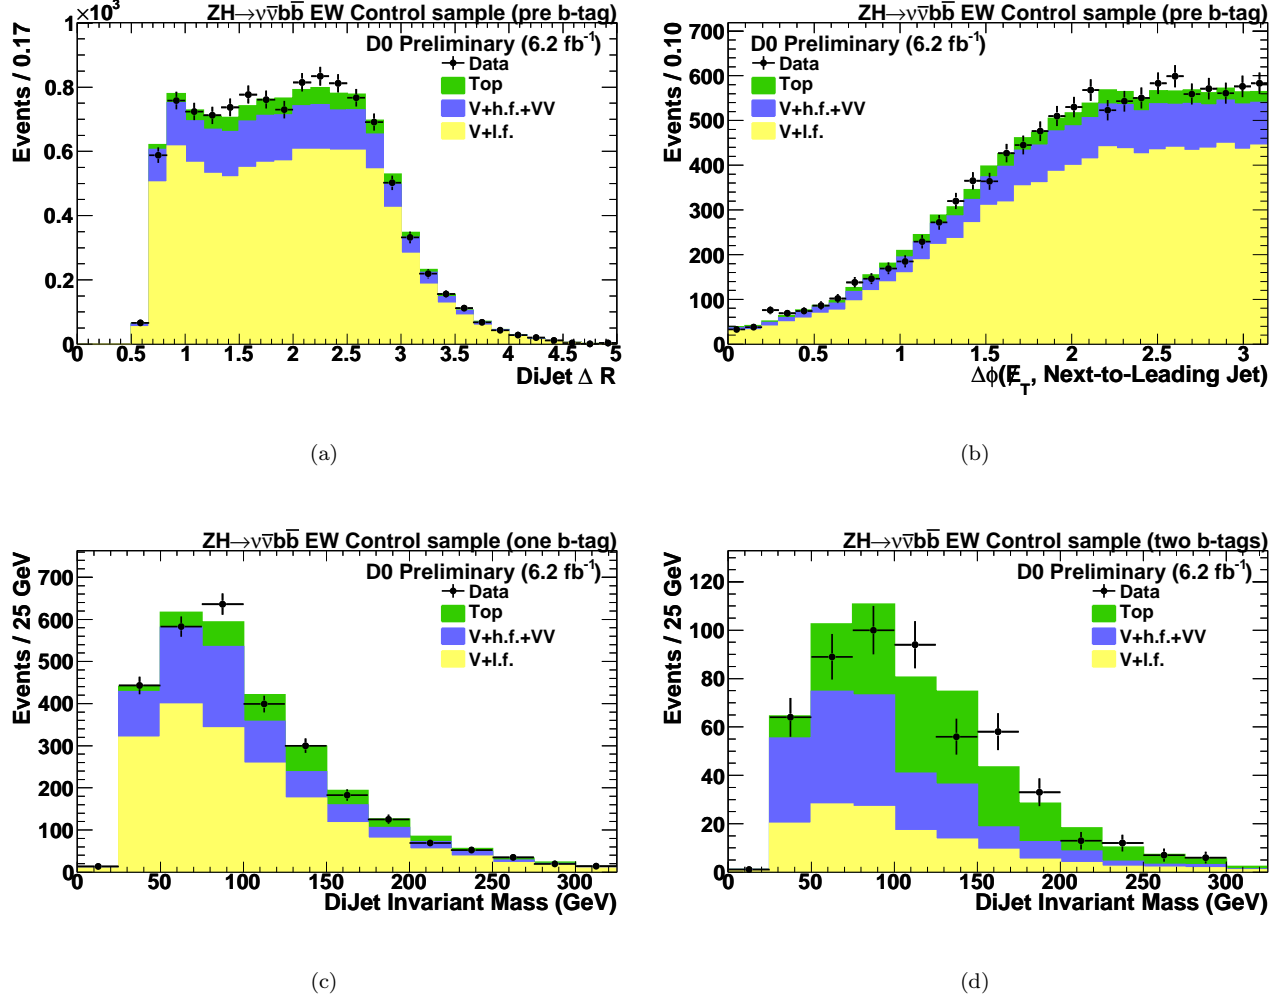 ZH→νν̅bb̅ EW Control sample (pre b-tag)
×10³
D0 Preliminary (6.2 fb⁻¹)
Data
Top
V+h.f.+VV
V+l.f.
Events / 0.17
1
0.8
0.6
0.4
0.2
0
0 0.5 1 1.5 2 2.5 3 3.5 4 4.5 5
DiJet Δ R
(a)
ZH→νν̅bb̅ EW Control sample (pre b-tag)
D0 Preliminary (6.2 fb⁻¹)
Data
Top
V+h.f.+VV
V+l.f.
Events / 0.10
700
600
500
400
300
200
100
0
0 0.5 1 1.5 2 2.5 3
Δϕ(E̸_T, Next-to-Leading Jet)
(b)
ZH→νν̅bb̅ EW Control sample (one b-tag)
D0 Preliminary (6.2 fb⁻¹)
Data
Top
V+h.f.+VV
V+l.f.
Events / 25 GeV
700
600
500
400
300
200
100
0
0 50 100 150 200 250 300
DiJet Invariant Mass (GeV)
(c)
ZH→νν̅bb̅ EW Control sample (two b-tags)
D0 Preliminary (6.2 fb⁻¹)
Data
Top
V+h.f.+VV
V+l.f.
Events / 25 GeV
120
100
80
60
40
20
0
0 50 100 150 200 250 300
DiJet Invariant Mass (GeV)
(d)